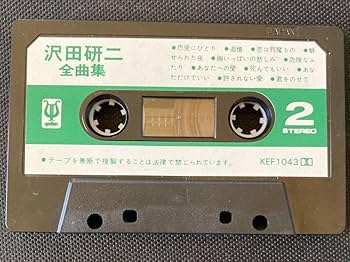 沢田研二
全曲集
●巴里にひとり ●追憶 ●恋は邪魔もの ●魅
せられた夜 ●胸いっぱいの悲しみ ●危険なふ
たり ●あなたへの愛 ●死んでもいい ●あな
ただけでいい ●許されない愛 ●君をのせて
2
STEREO
●テープを無断で複製することは法律で禁じられています。
KEF1043